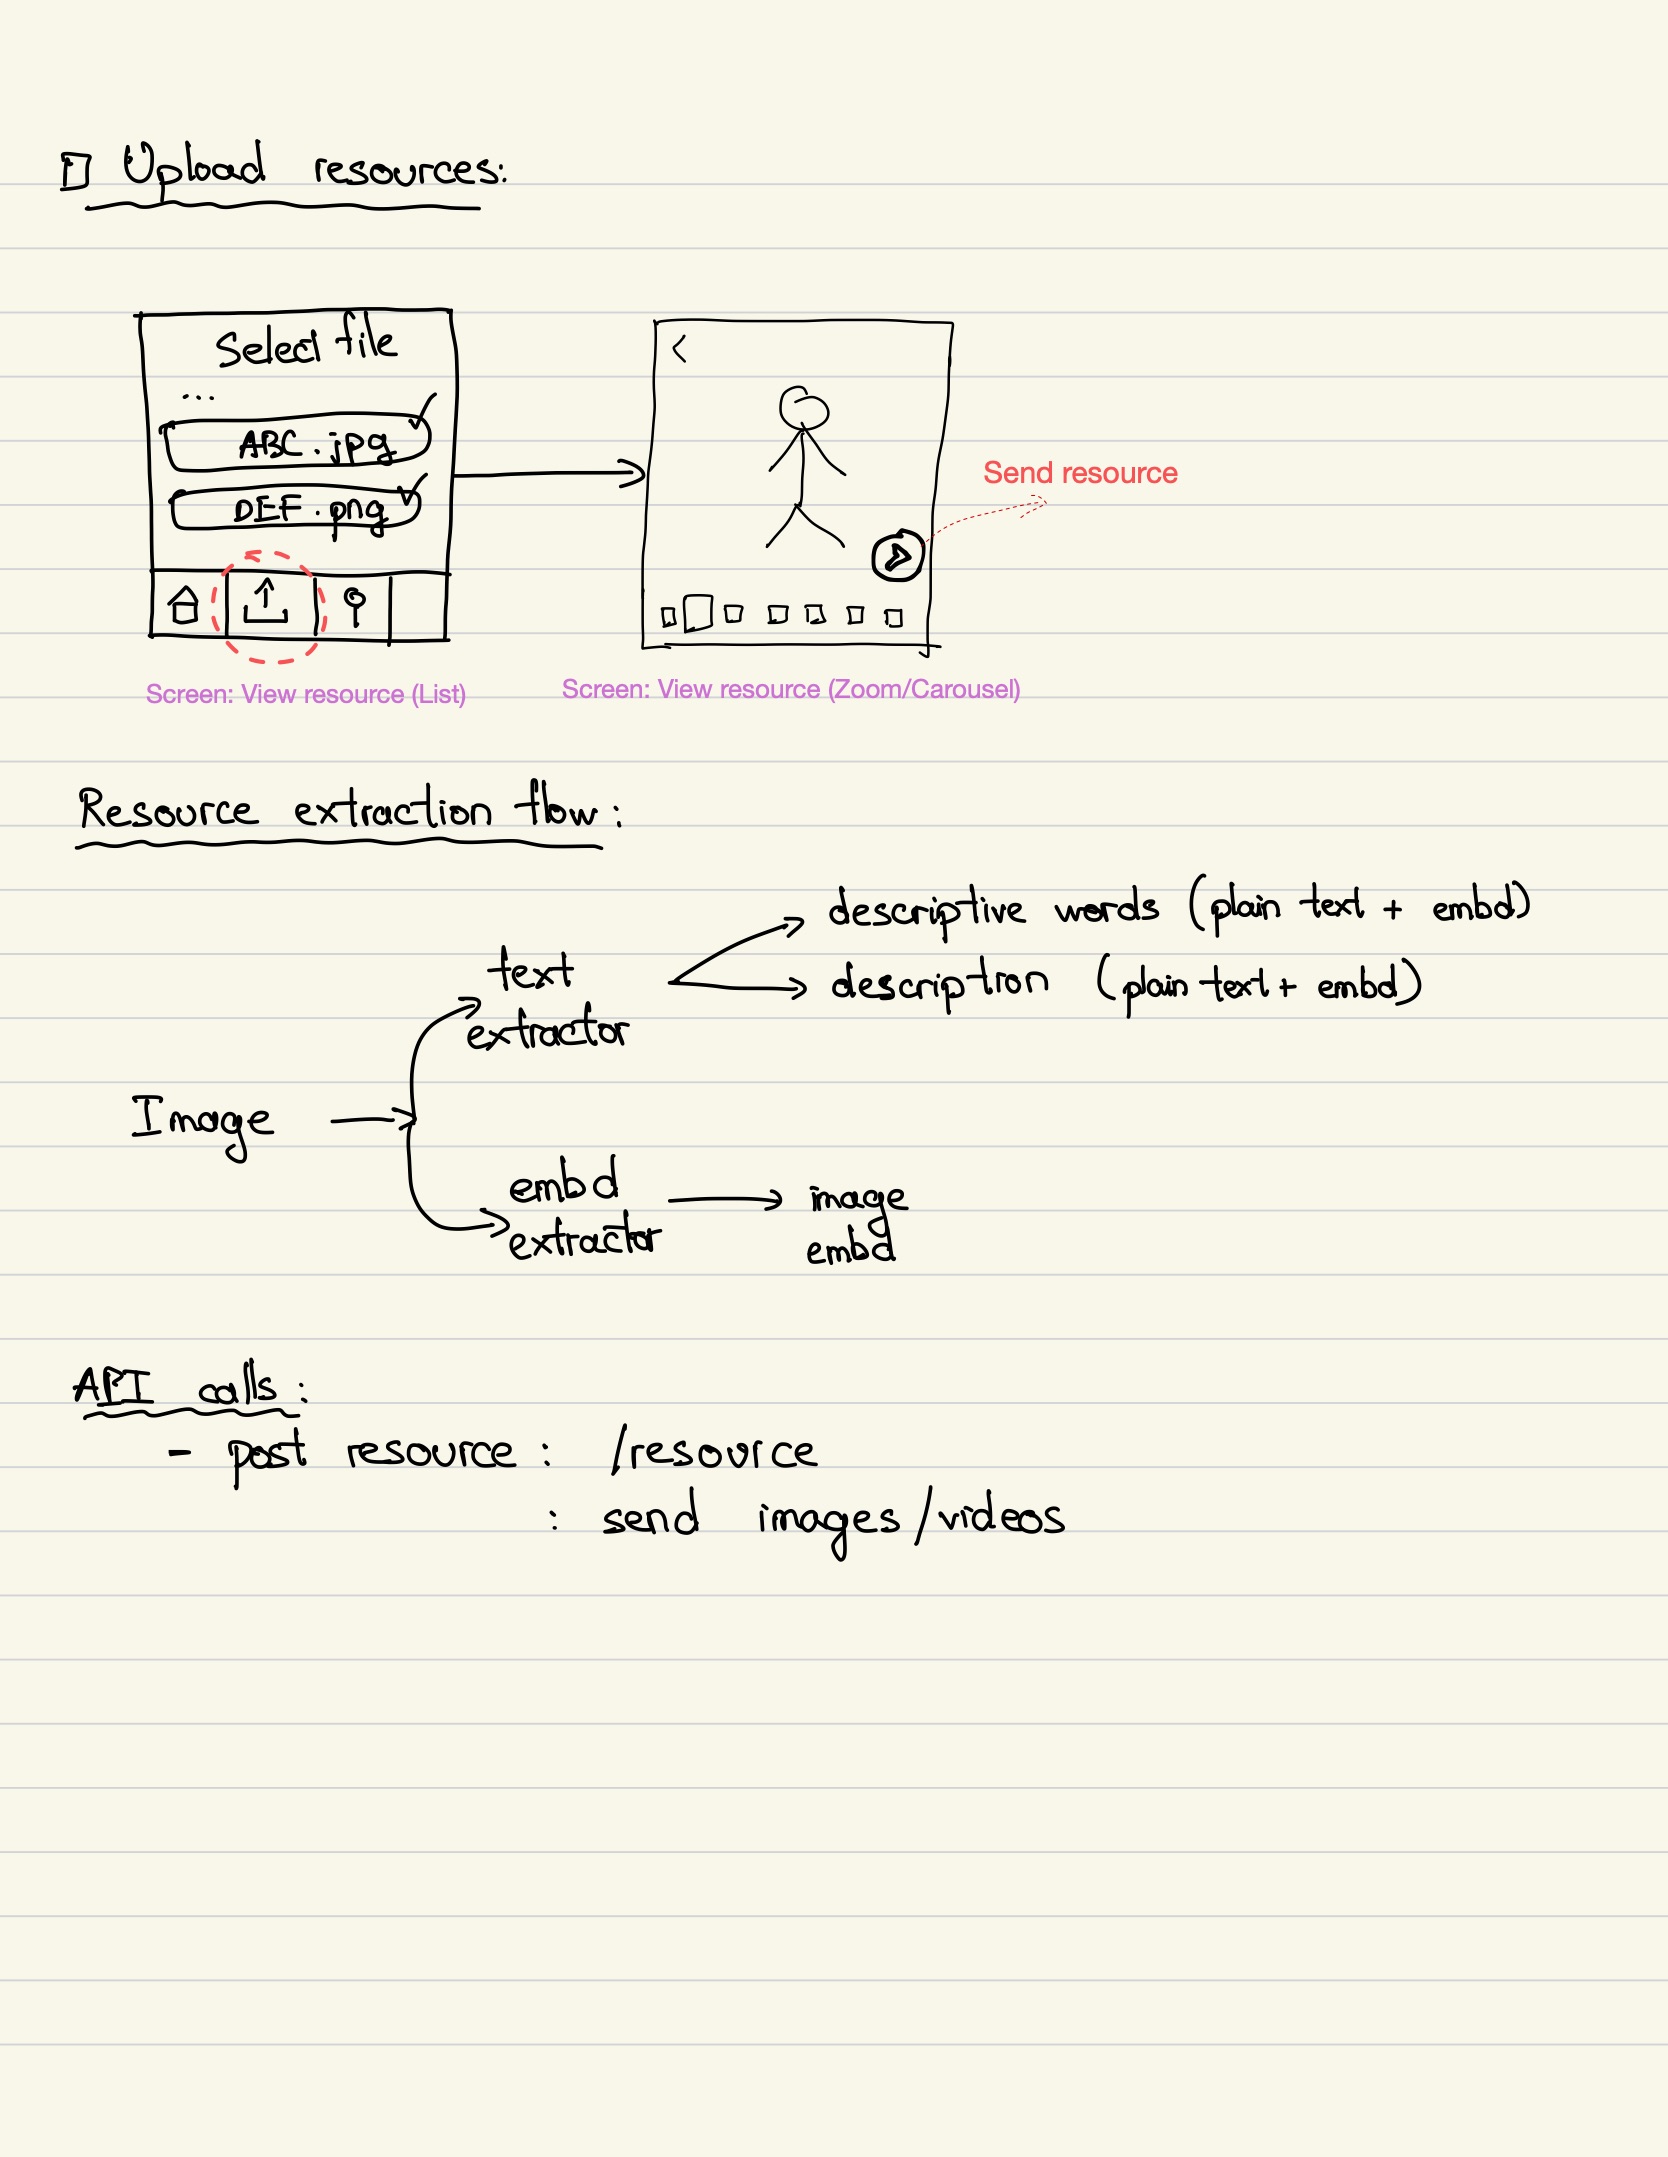 Upload resources:
Select file
...
ABC.jpg
DEF.png
Send resource
Screen: View resource (List)
Screen: View resource (Zoom/Carousel)
Resource extraction flow:
descriptive words (plain text + embd)
text extractor
description (plain text + embd)
Image
embd extractor
image embd
API calls:
- post resource : /resource
: send images/videos